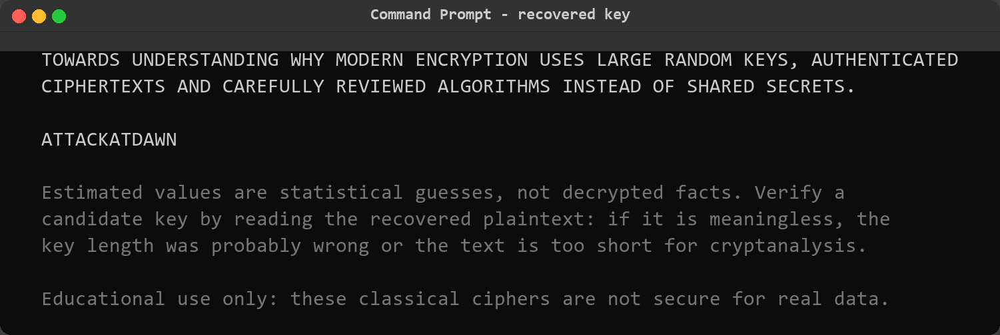 Command Prompt - recovered key
TOWARDS UNDERSTANDING WHY MODERN ENCRYPTION USES LARGE RANDOM KEYS, AUTHENTICATED
CIPHERTEXTS AND CAREFULLY REVIEWED ALGORITHMS INSTEAD OF SHARED SECRETS.
ATTACKATDAWN
Estimated values are statistical guesses, not decrypted facts. Verify a
candidate key by reading the recovered plaintext: if it is meaningless, the
key length was probably wrong or the text is too short for cryptanalysis.
Educational use only: these classical ciphers are not secure for real data.